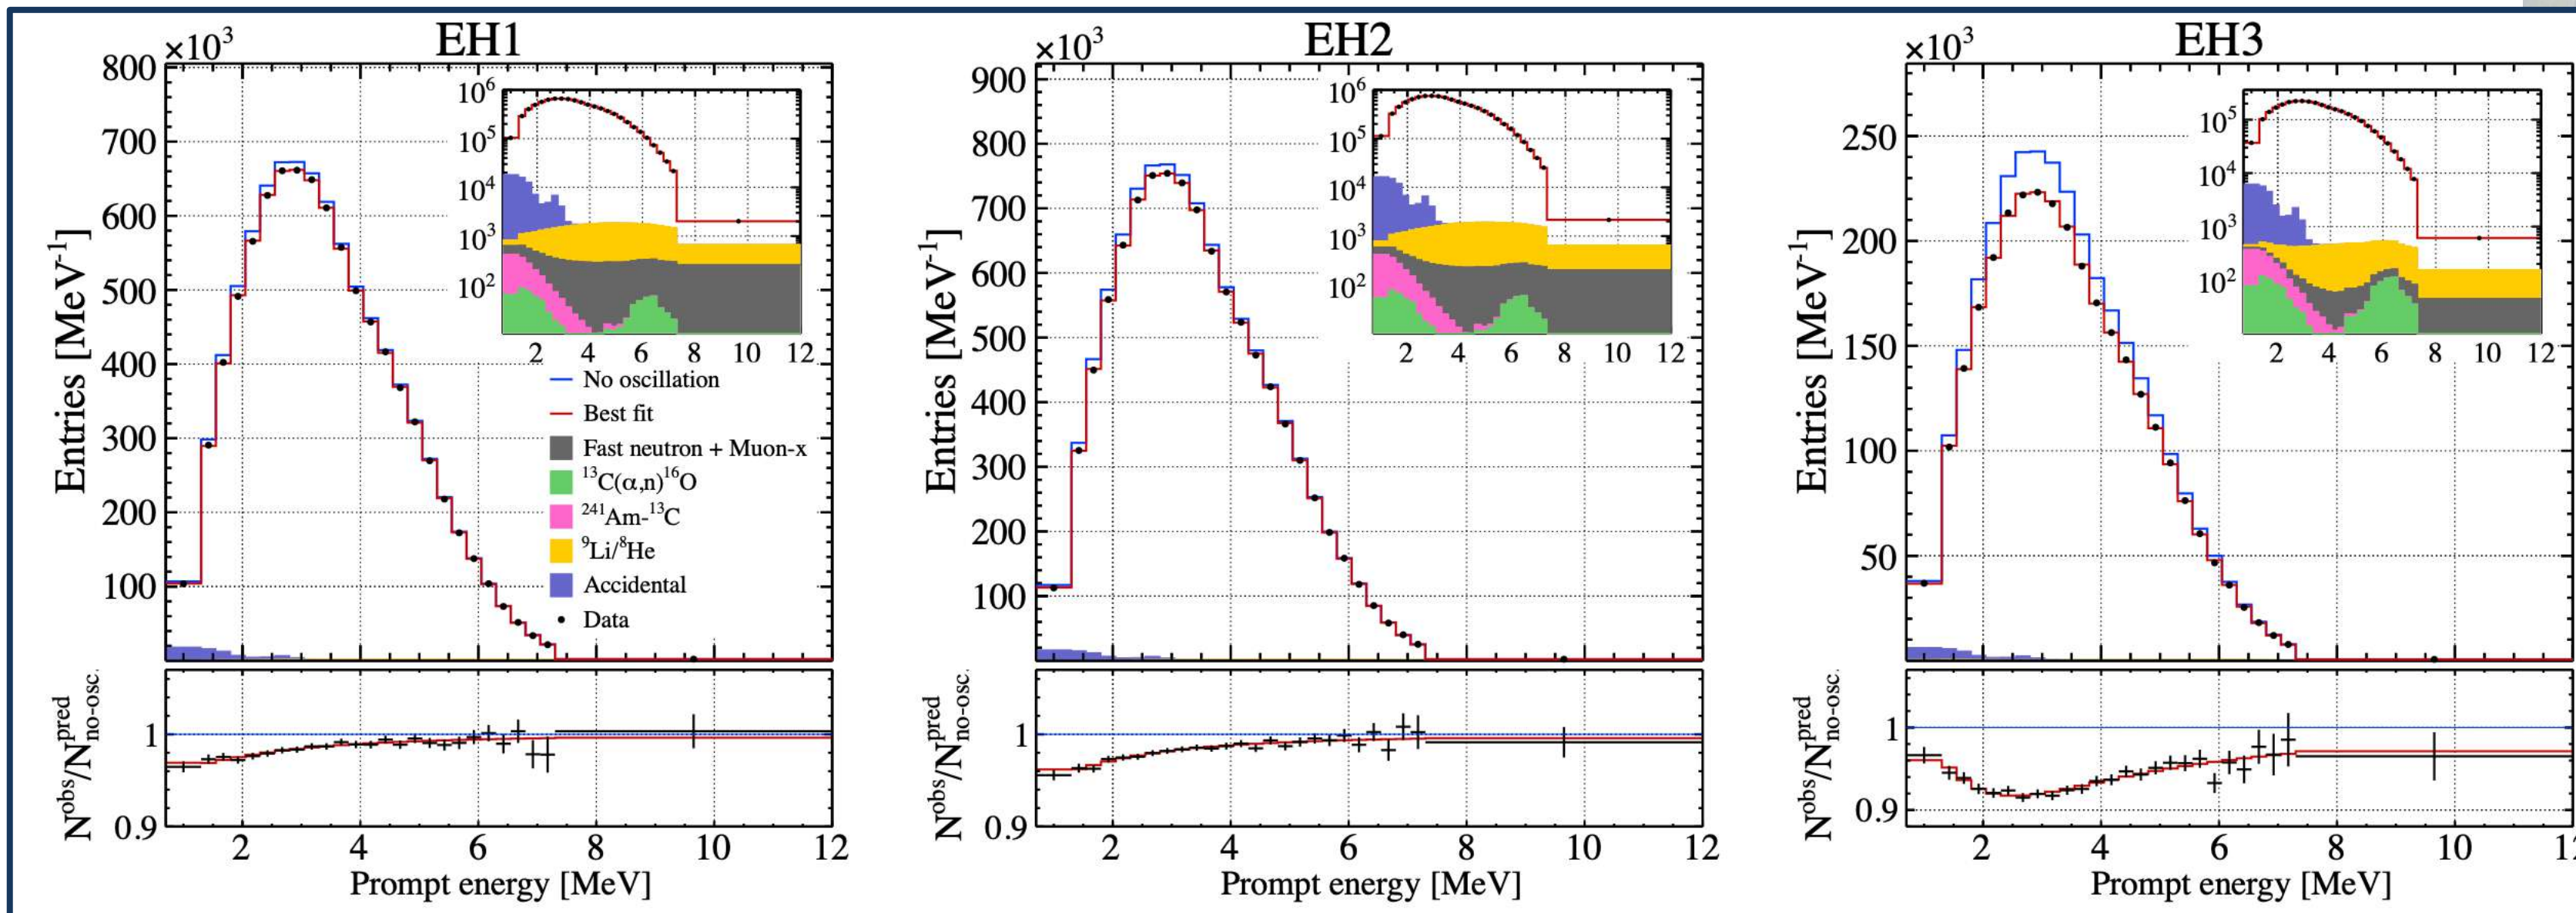 EH1
×10³
800
700
600
500
400
300
200
100
Entries [MeV⁻¹]
10⁶
10⁵
10⁴
10³
10²
2 4 6 8 10 12
No oscillation
Best fit
Fast neutron + Muon-x
¹³C(α,n)¹⁶O
²⁴¹Am-¹³C
⁹Li/⁸He
Accidental
Data
N^obs/N^pred_no-osc.
1
0.9
2 4 6 8 10 12
Prompt energy [MeV]
EH2
×10³
900
800
700
600
500
400
300
200
100
Entries [MeV⁻¹]
10⁶
10⁵
10⁴
10³
10²
2 4 6 8 10 12
N^obs/N^pred_no-osc.
1
0.9
2 4 6 8 10 12
Prompt energy [MeV]
EH3
×10³
250
200
150
100
50
Entries [MeV⁻¹]
10⁵
10⁴
10³
10²
2 4 6 8 10 12
N^obs/N^pred_no-osc.
1
0.9
2 4 6 8 10
Prompt energy [MeV]